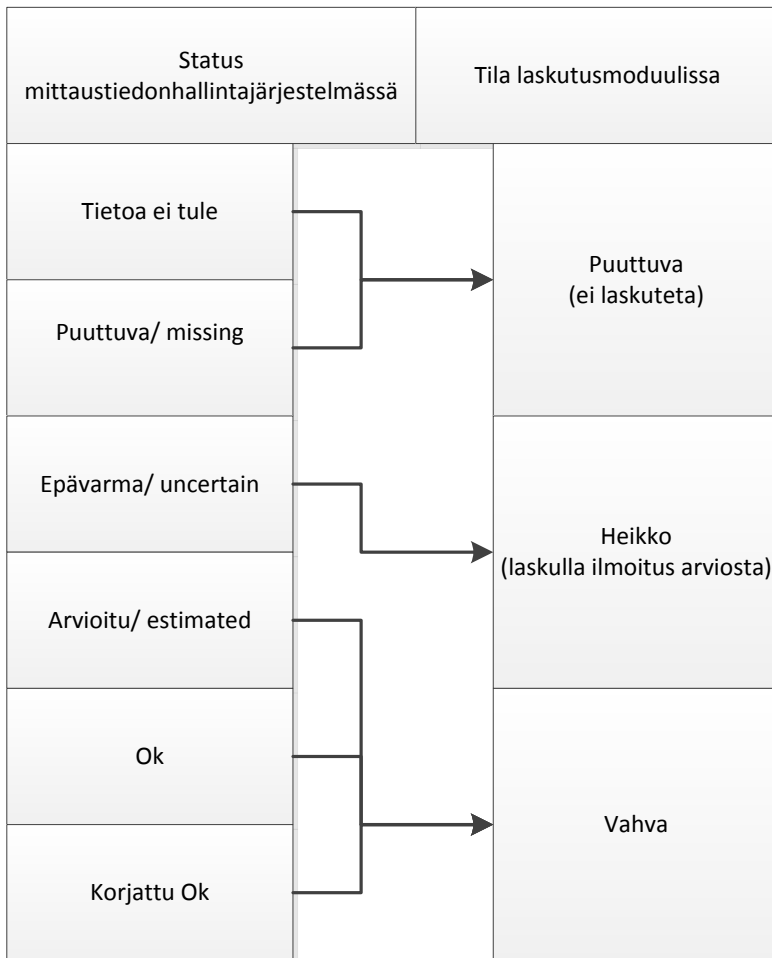 Status
mittaustiedonhallintajärjestelmässä
Tila laskutusmoduulissa
Tietoa ei tule
Puuttuva/ missing
Puuttuva
(ei laskuteta)
Epävarma/ uncertain
Arvioitu/ estimated
Heikko
(laskulla ilmoitus arviosta)
Ok
Korjattu Ok
Vahva